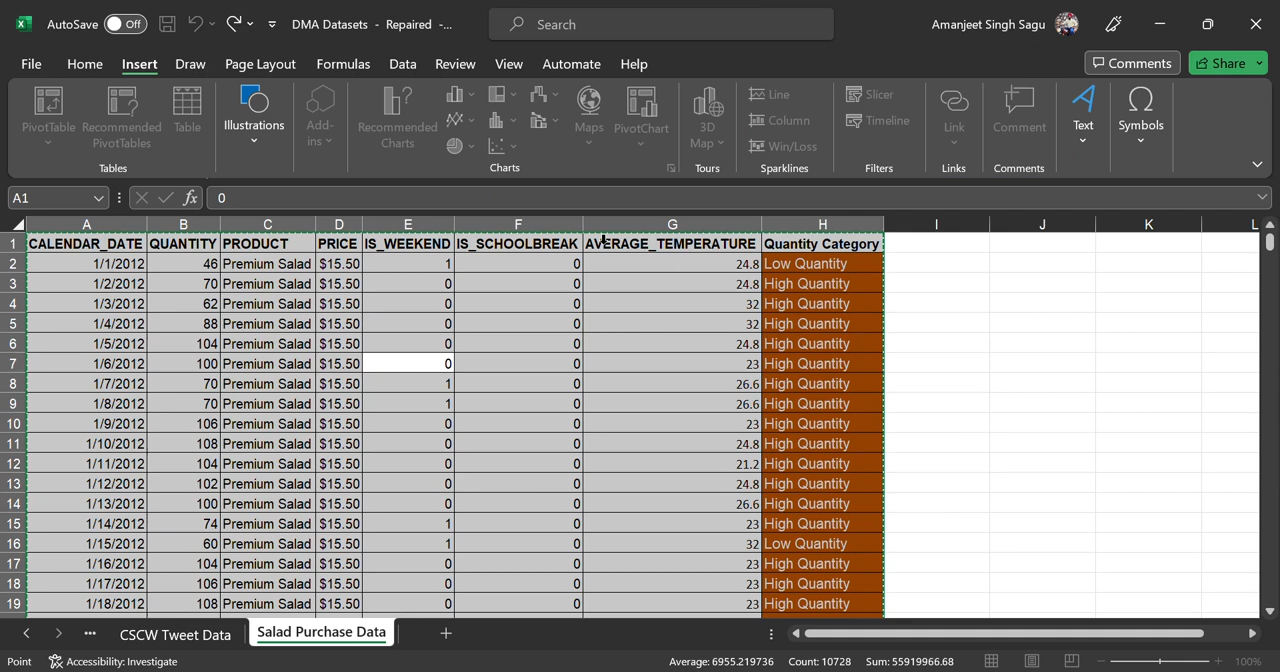 AutoSave Off DMA Datasets - Repaired -... Search Amanjeet Singh Sagu
File Home Insert Draw Page Layout Formulas Data Review View Automate Help Comments Share
PivotTable Recommended PivotTables Table Illustrations Add-ins Recommended Charts Maps PivotChart 3D Map Line Column Win/Loss Slicer Timeline Link Comment Text Symbols
Tables Charts Tours Sparklines Filters Links Comments
A1 fx 0
A B C D E F G H I J K L
1 CALENDAR_DATE QUANTITY PRODUCT PRICE IS_WEEKEND IS_SCHOOLBREAK AVERAGE_TEMPERATURE Quantity Category
2 1/1/2012 46 Premium Salad $15.50 1 0 24.8 Low Quantity
3 1/2/2012 70 Premium Salad $15.50 0 0 24.8 High Quantity
4 1/3/2012 62 Premium Salad $15.50 0 0 32 High Quantity
5 1/4/2012 88 Premium Salad $15.50 0 0 32 High Quantity
6 1/5/2012 104 Premium Salad $15.50 0 0 24.8 High Quantity
7 1/6/2012 100 Premium Salad $15.50 0 0 23 High Quantity
8 1/7/2012 70 Premium Salad $15.50 1 0 26.6 High Quantity
9 1/8/2012 70 Premium Salad $15.50 1 0 26.6 High Quantity
10 1/9/2012 106 Premium Salad $15.50 0 0 23 High Quantity
11 1/10/2012 108 Premium Salad $15.50 0 0 24.8 High Quantity
12 1/11/2012 104 Premium Salad $15.50 0 0 21.2 High Quantity
13 1/12/2012 102 Premium Salad $15.50 0 0 24.8 High Quantity
14 1/13/2012 100 Premium Salad $15.50 0 0 26.6 High Quantity
15 1/14/2012 74 Premium Salad $15.50 1 0 23 High Quantity
16 1/15/2012 60 Premium Salad $15.50 1 0 32 Low Quantity
17 1/16/2012 104 Premium Salad $15.50 0 0 23 High Quantity
18 1/17/2012 106 Premium Salad $15.50 0 0 23 High Quantity
19 1/18/2012 108 Premium Salad $15.50 0 0 23 High Quantity
CSCW Tweet Data Salad Purchase Data
Point Accessibility: Investigate Average: 6955.219736 Count: 10728 Sum: 55919966.68 100%